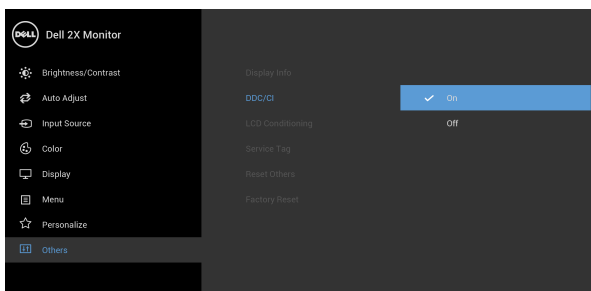 DELL Dell 2X Monitor
Brightness/Contrast
Auto Adjust
Input Source
Color
Display
Menu
Personalize
Others
Display Info
DDC/CI
LCD Conditioning
Service Tag
Reset Others
Factory Reset
On
Off